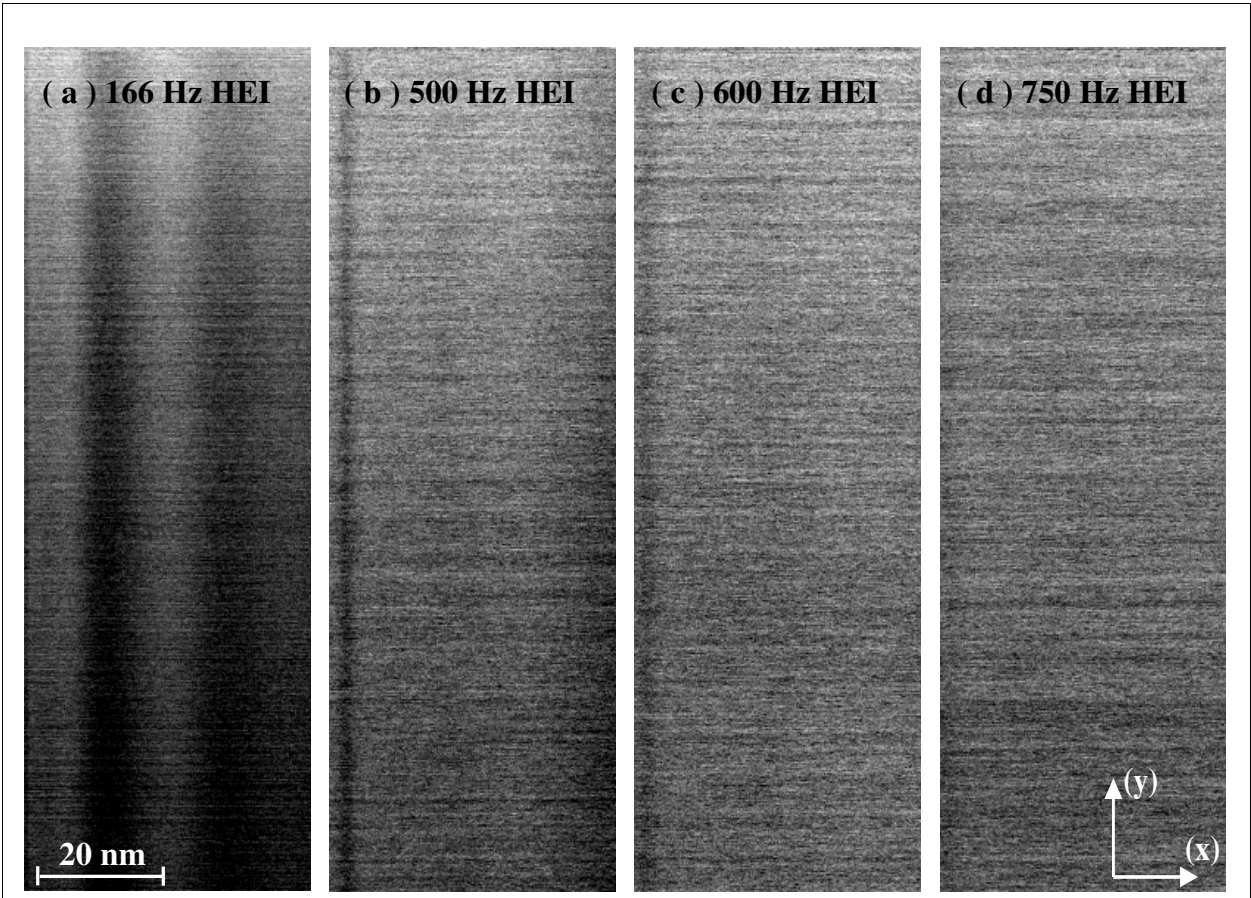 ( a ) 166 Hz HEI
( b ) 500 Hz HEI
( c ) 600 Hz HEI
( d ) 750 Hz HEI
20 nm
(y)
(x)